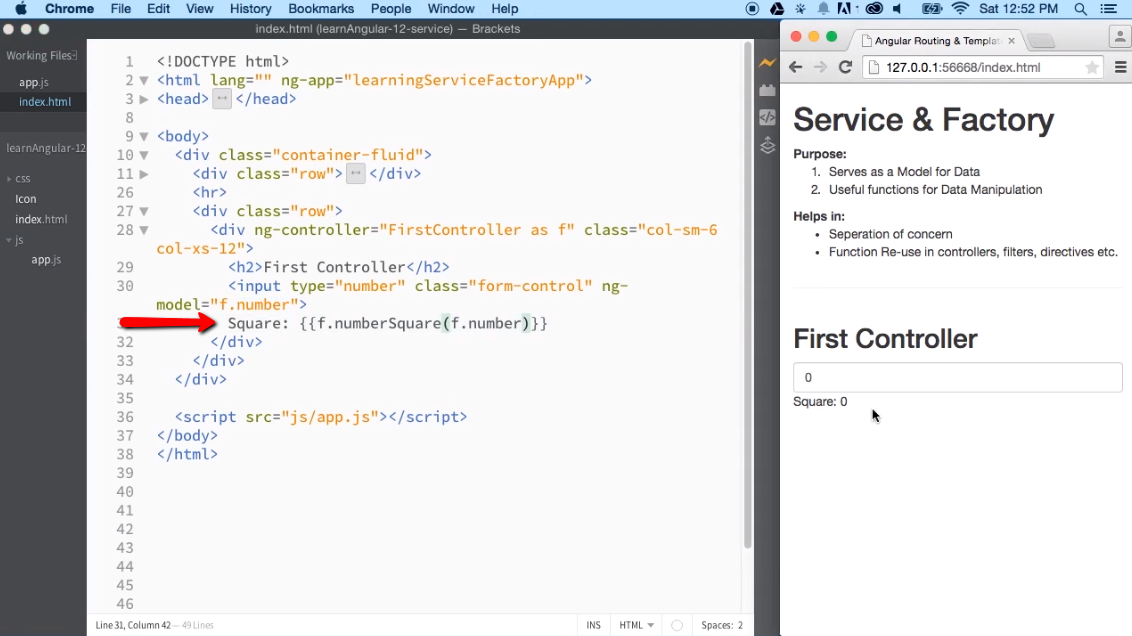 Chrome File Edit View History Bookmarks People Window Help Sat 12:52 PM
index.html (learnAngular-12-service) — Brackets
Working Files
app.js
index.html
learnAngular-12
css
Icon
index.html
js
app.js
1 <!DOCTYPE html>
2 <html lang="" ng-app="learningServiceFactoryApp">
3 <head> </head>
8
9 <body>
10 <div class="container-fluid">
11 <div class="row"> </div>
26 <hr>
27 <div class="row">
28 <div ng-controller="FirstController as f" class="col-sm-6
col-xs-12">
29 <h2>First Controller</h2>
30 <input type="number" class="form-control" ng-
model="f.number">
Square: {{f.numberSquare(f.number)}}
32 </div>
33 </div>
34 </div>
35
36 <script src="js/app.js"></script>
37 </body>
38 </html>
39
40
41
42
43
44
45
46
Line 31, Column 42 — 49 Lines
INS HTML Spaces: 2
Angular Routing & Templat
127.0.0.1:56668/index.html
Service & Factory
Purpose:
1. Serves as a Model for Data
2. Useful functions for Data Manipulation
Helps in:
• Seperation of concern
• Function Re-use in controllers, filters, directives etc.
First Controller
0
Square: 0